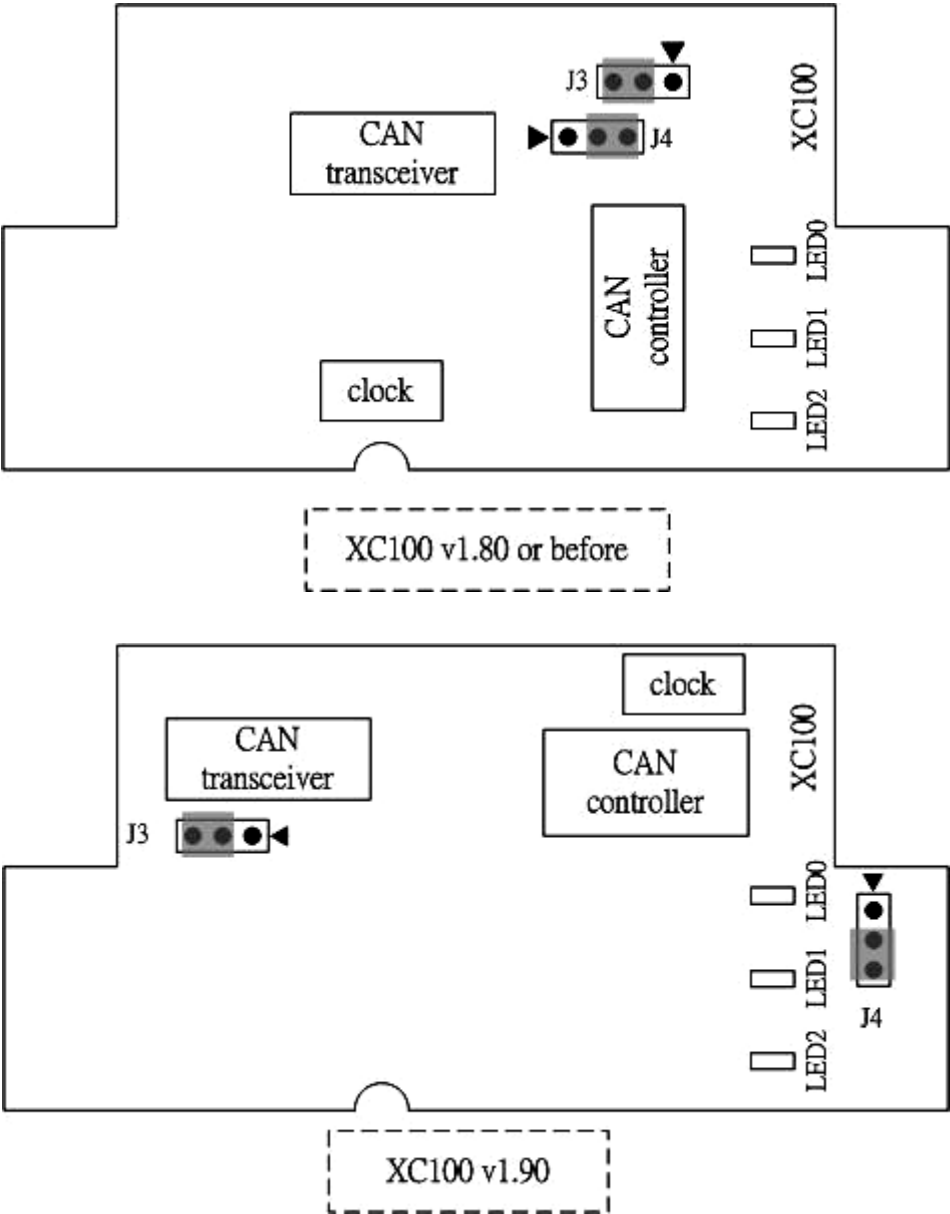 J3
XC100
CAN
transceiver
J4
LED0
CAN
controller
LED1
clock
LED2
XC100 v1.80 or before
clock
XC100
CAN
transceiver
CAN
controller
J3
LED0
LED1
J4
LED2
XC100 v1.90